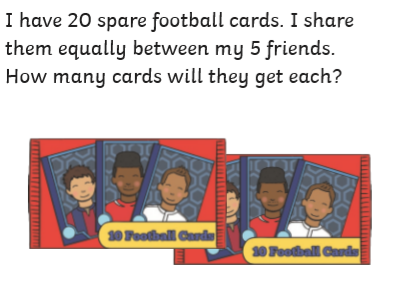 I have 20 spare football cards. I share
them equally between my 5 friends.
How many cards will they get each?
10 Football Cards
10 Football Cards